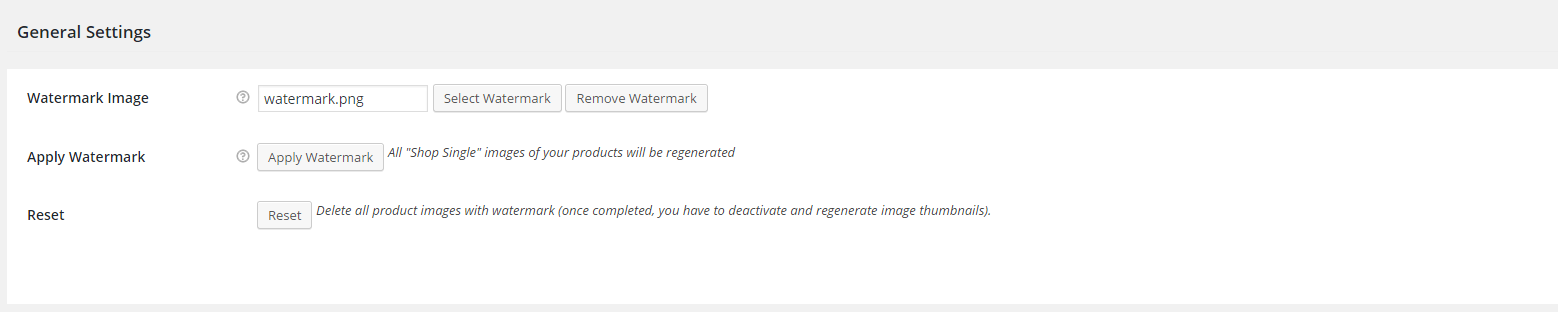 General Settings
Watermark Image ? watermark.png Select Watermark Remove Watermark
Apply Watermark ? Apply Watermark All "Shop Single" images of your products will be regenerated
Reset Reset Delete all product images with watermark (once completed, you have to deactivate and regenerate image thumbnails).